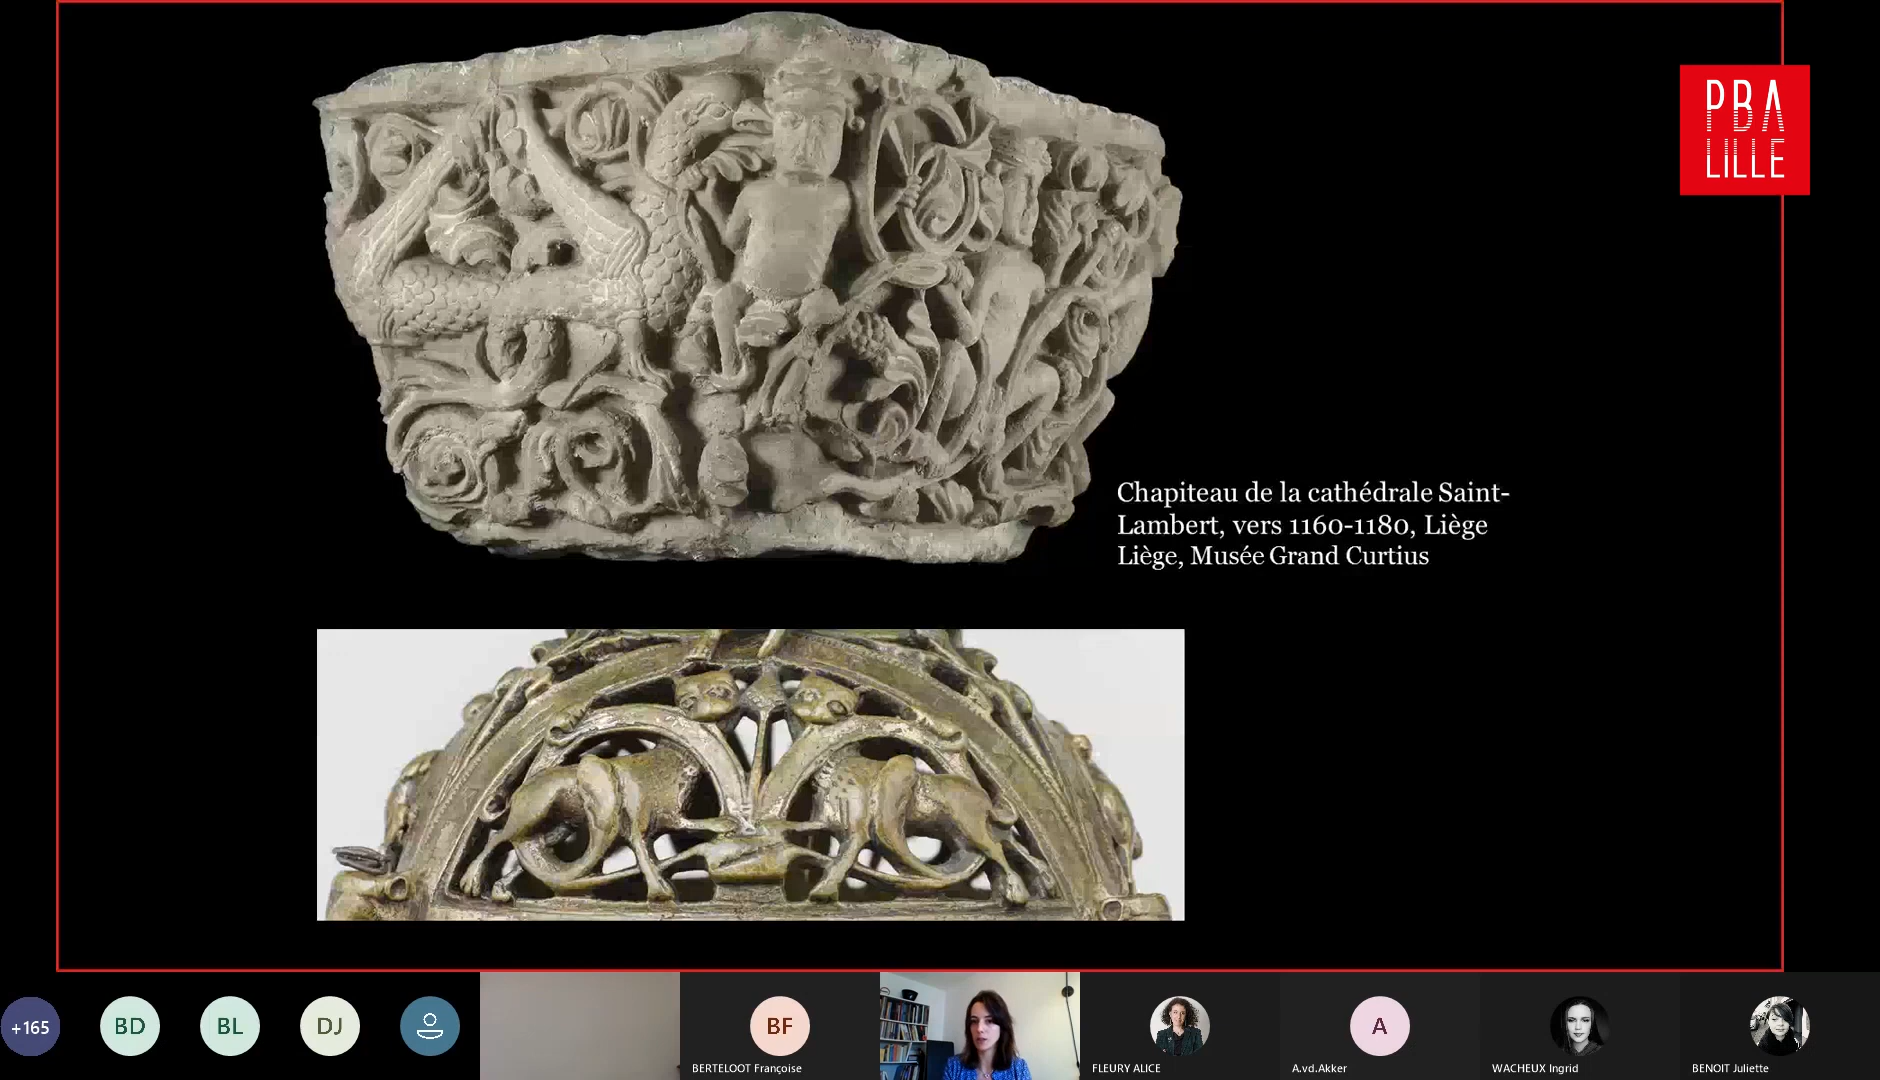 PBA
LILLE
Chapiteau de la cathédrale Saint-
Lambert, vers 1160-1180, Liège
Liège, Musée Grand Curtius
+165
BD
BL
DJ
BF
BERTELOOT Françoise
FLEURY ALICE
A
A.vd.Akker
WACHEUX Ingrid
BENOIT Juliette